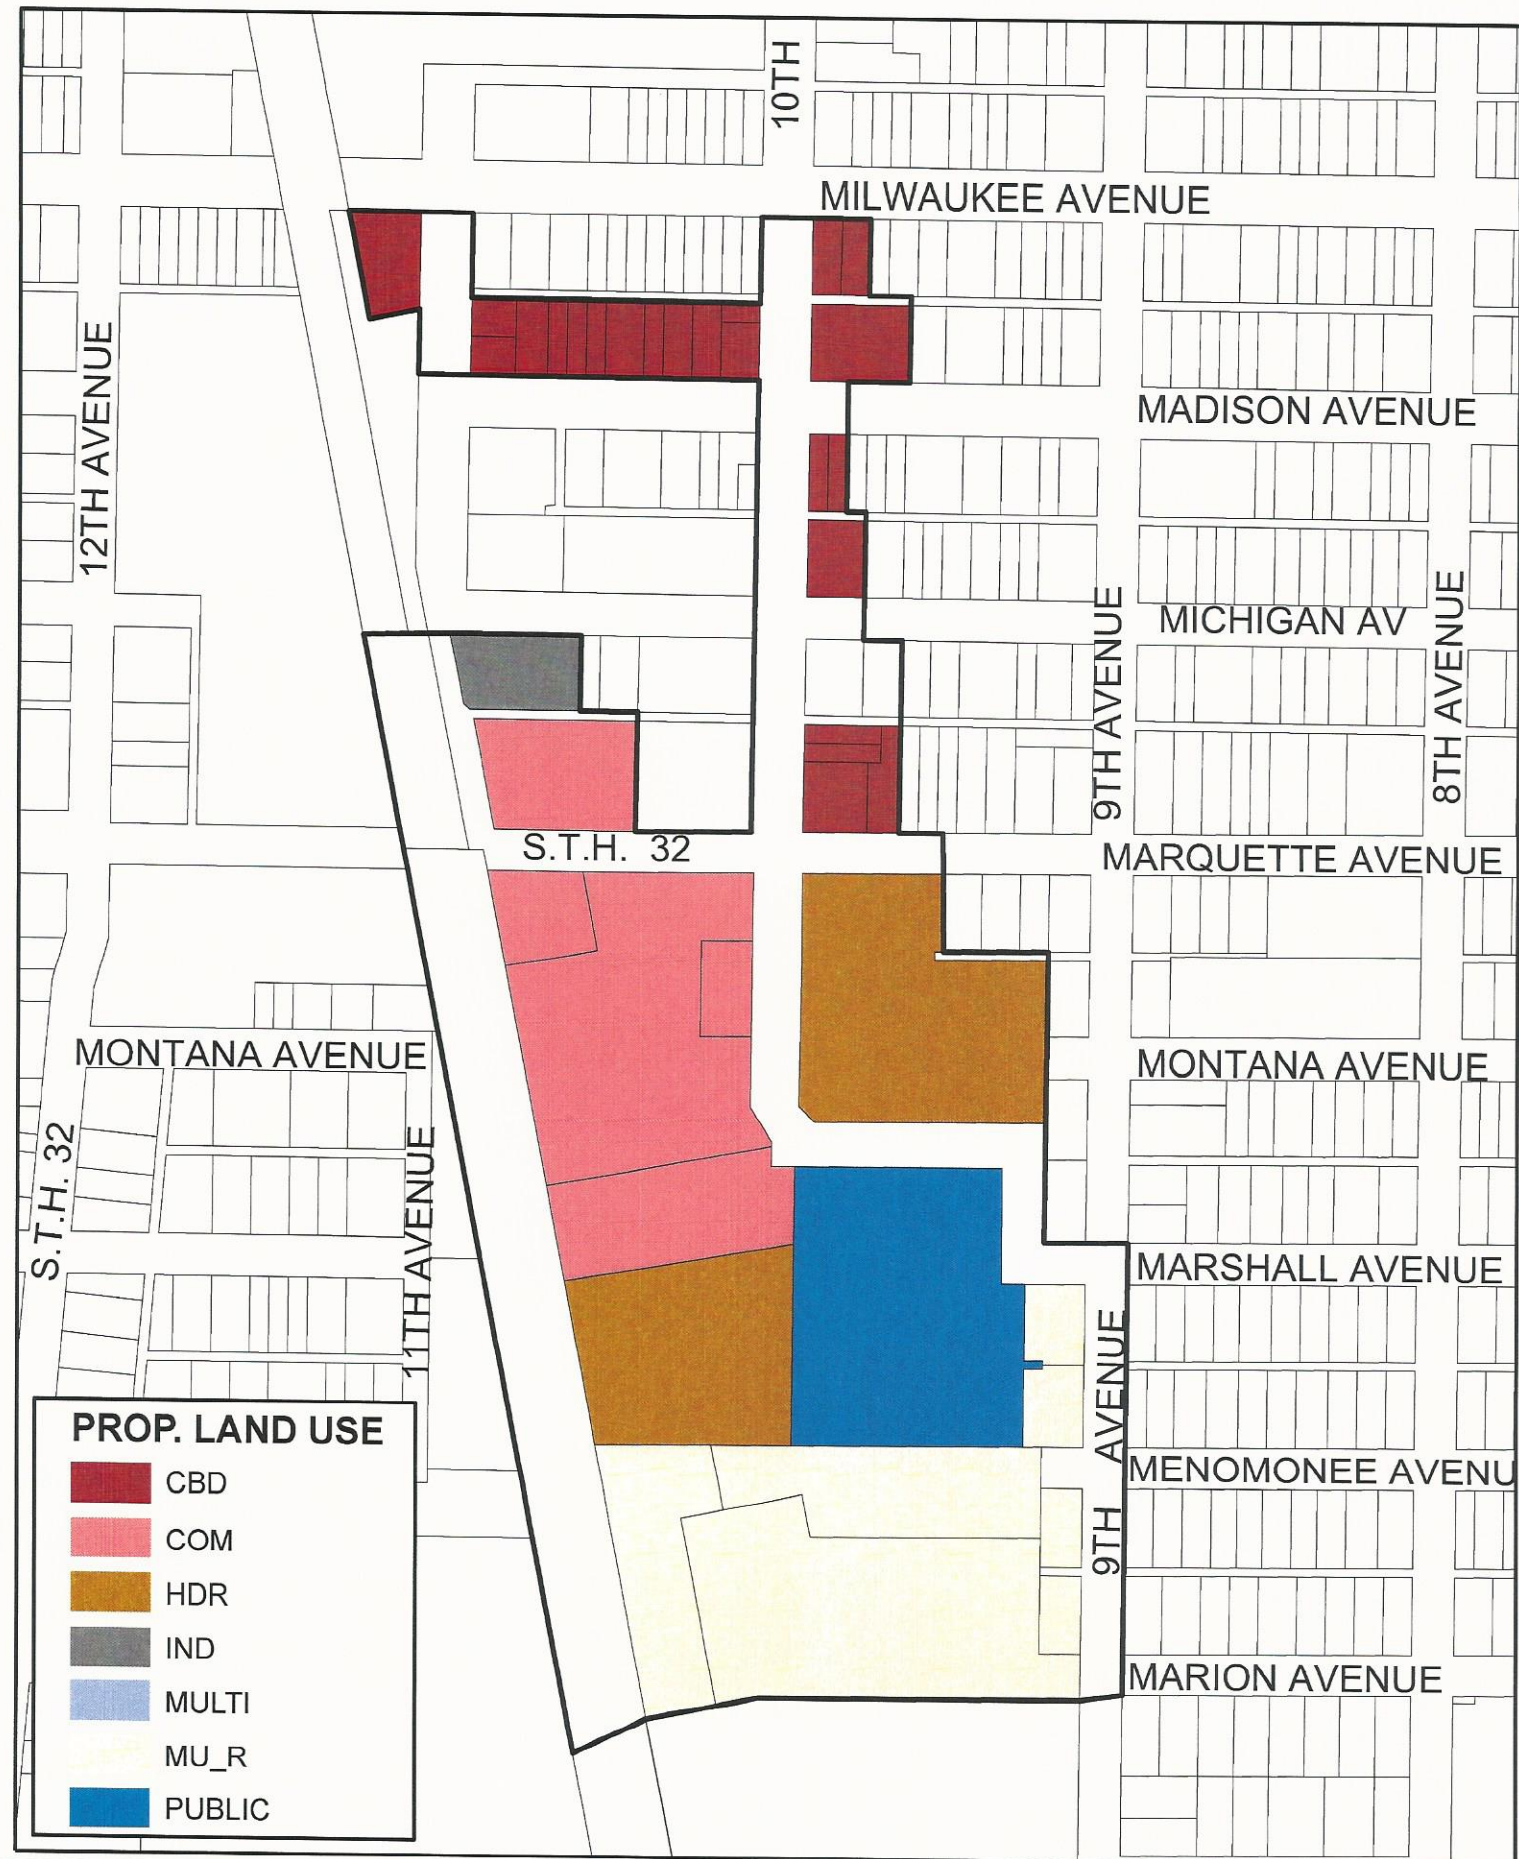 10TH
MILWAUKEE AVENUE
12TH AVENUE
MADISON AVENUE
MICHIGAN AV
9TH AVENUE
8TH AVENUE
S.T.H. 32
MARQUETTE AVENUE
MONTANA AVENUE
MONTANA AVENUE
S.T.H. 32
11TH AVENUE
MARSHALL AVENUE
9TH AVENUE
MENOMONEE AVENU
MARION AVENUE
PROP. LAND USE
CBD
COM
HDR
IND
MULTI
MU_R
PUBLIC